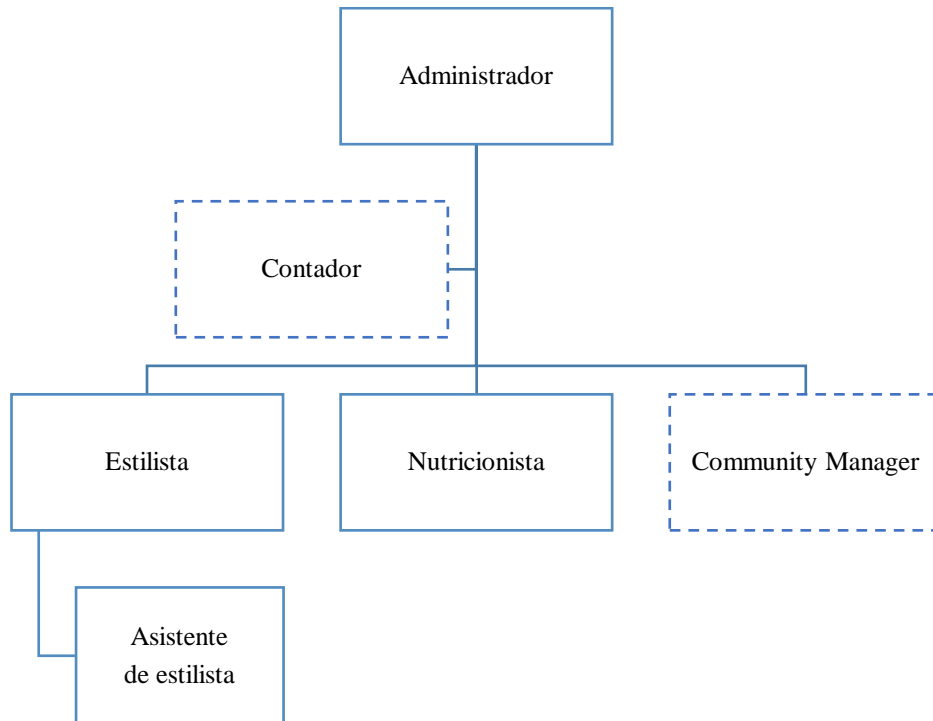 Administrador
Contador
Estilista
Nutricionista
Community Manager
Asistente
de estilista